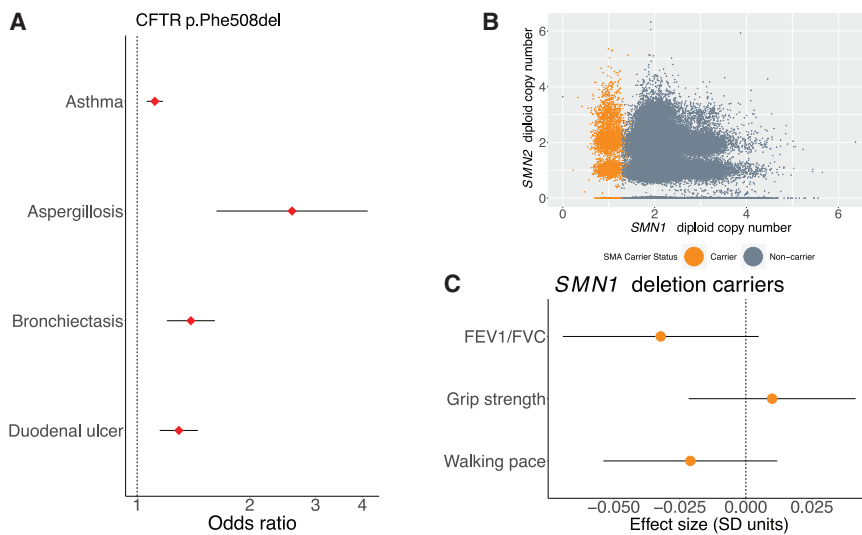 A
CFTR p.Phe508del
Asthma
Aspergillosis
Bronchiectasis
Duodenal ulcer
1 2 3 4
Odds ratio
B
SMN2 diploid copy number
6
4
2
0
0 2 4 6
SMN1 diploid copy number
SMA Carrier Status Carrier Non-carrier
C
SMN1 deletion carriers
FEV1/FVC
Grip strength
Walking pace
−0.050 −0.025 0.000 0.025
Effect size (SD units)